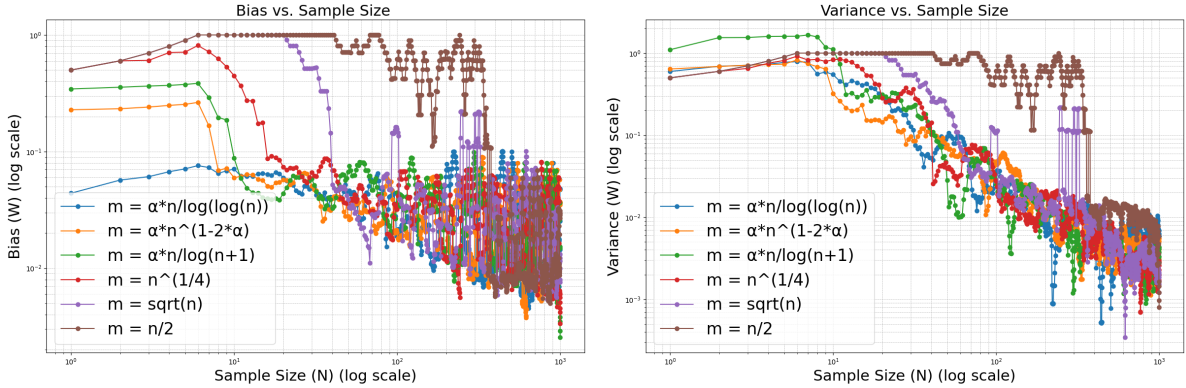 Bias vs. Sample Size
Bias (W) (log scale)
10⁰
10⁻¹
10⁻²
m = α*n/log(log(n))
m = α*n^(1-2*α)
m = α*n/log(n+1)
m = n^(1/4)
m = sqrt(n)
m = n/2
10⁰
10¹
10²
10³
Sample Size (N) (log scale)
Variance vs. Sample Size
Variance (W) (log scale)
10⁰
10⁻¹
10⁻²
10⁻³
m = α*n/log(log(n))
m = α*n^(1-2*α)
m = α*n/log(n+1)
m = n^(1/4)
m = sqrt(n)
m = n/2
10⁰
10¹
10²
10³
Sample Size (N) (log scale)